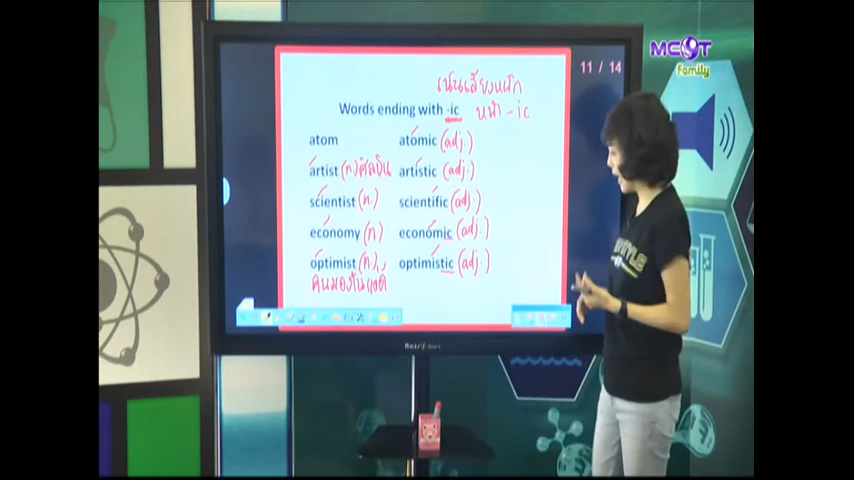 MCOT
Family
11 / 14
เน้นเสียงหนัก
Words ending with -ic หน้า -ic
atom atomic (adj.)
artist (n.) ศิลปิน artistic (adj.)
scientist (n.) scientific (adj.)
economy (n) economic (adj.)
optimist (n.) optimistic (adj.)
คนมองโลกแง่ดี